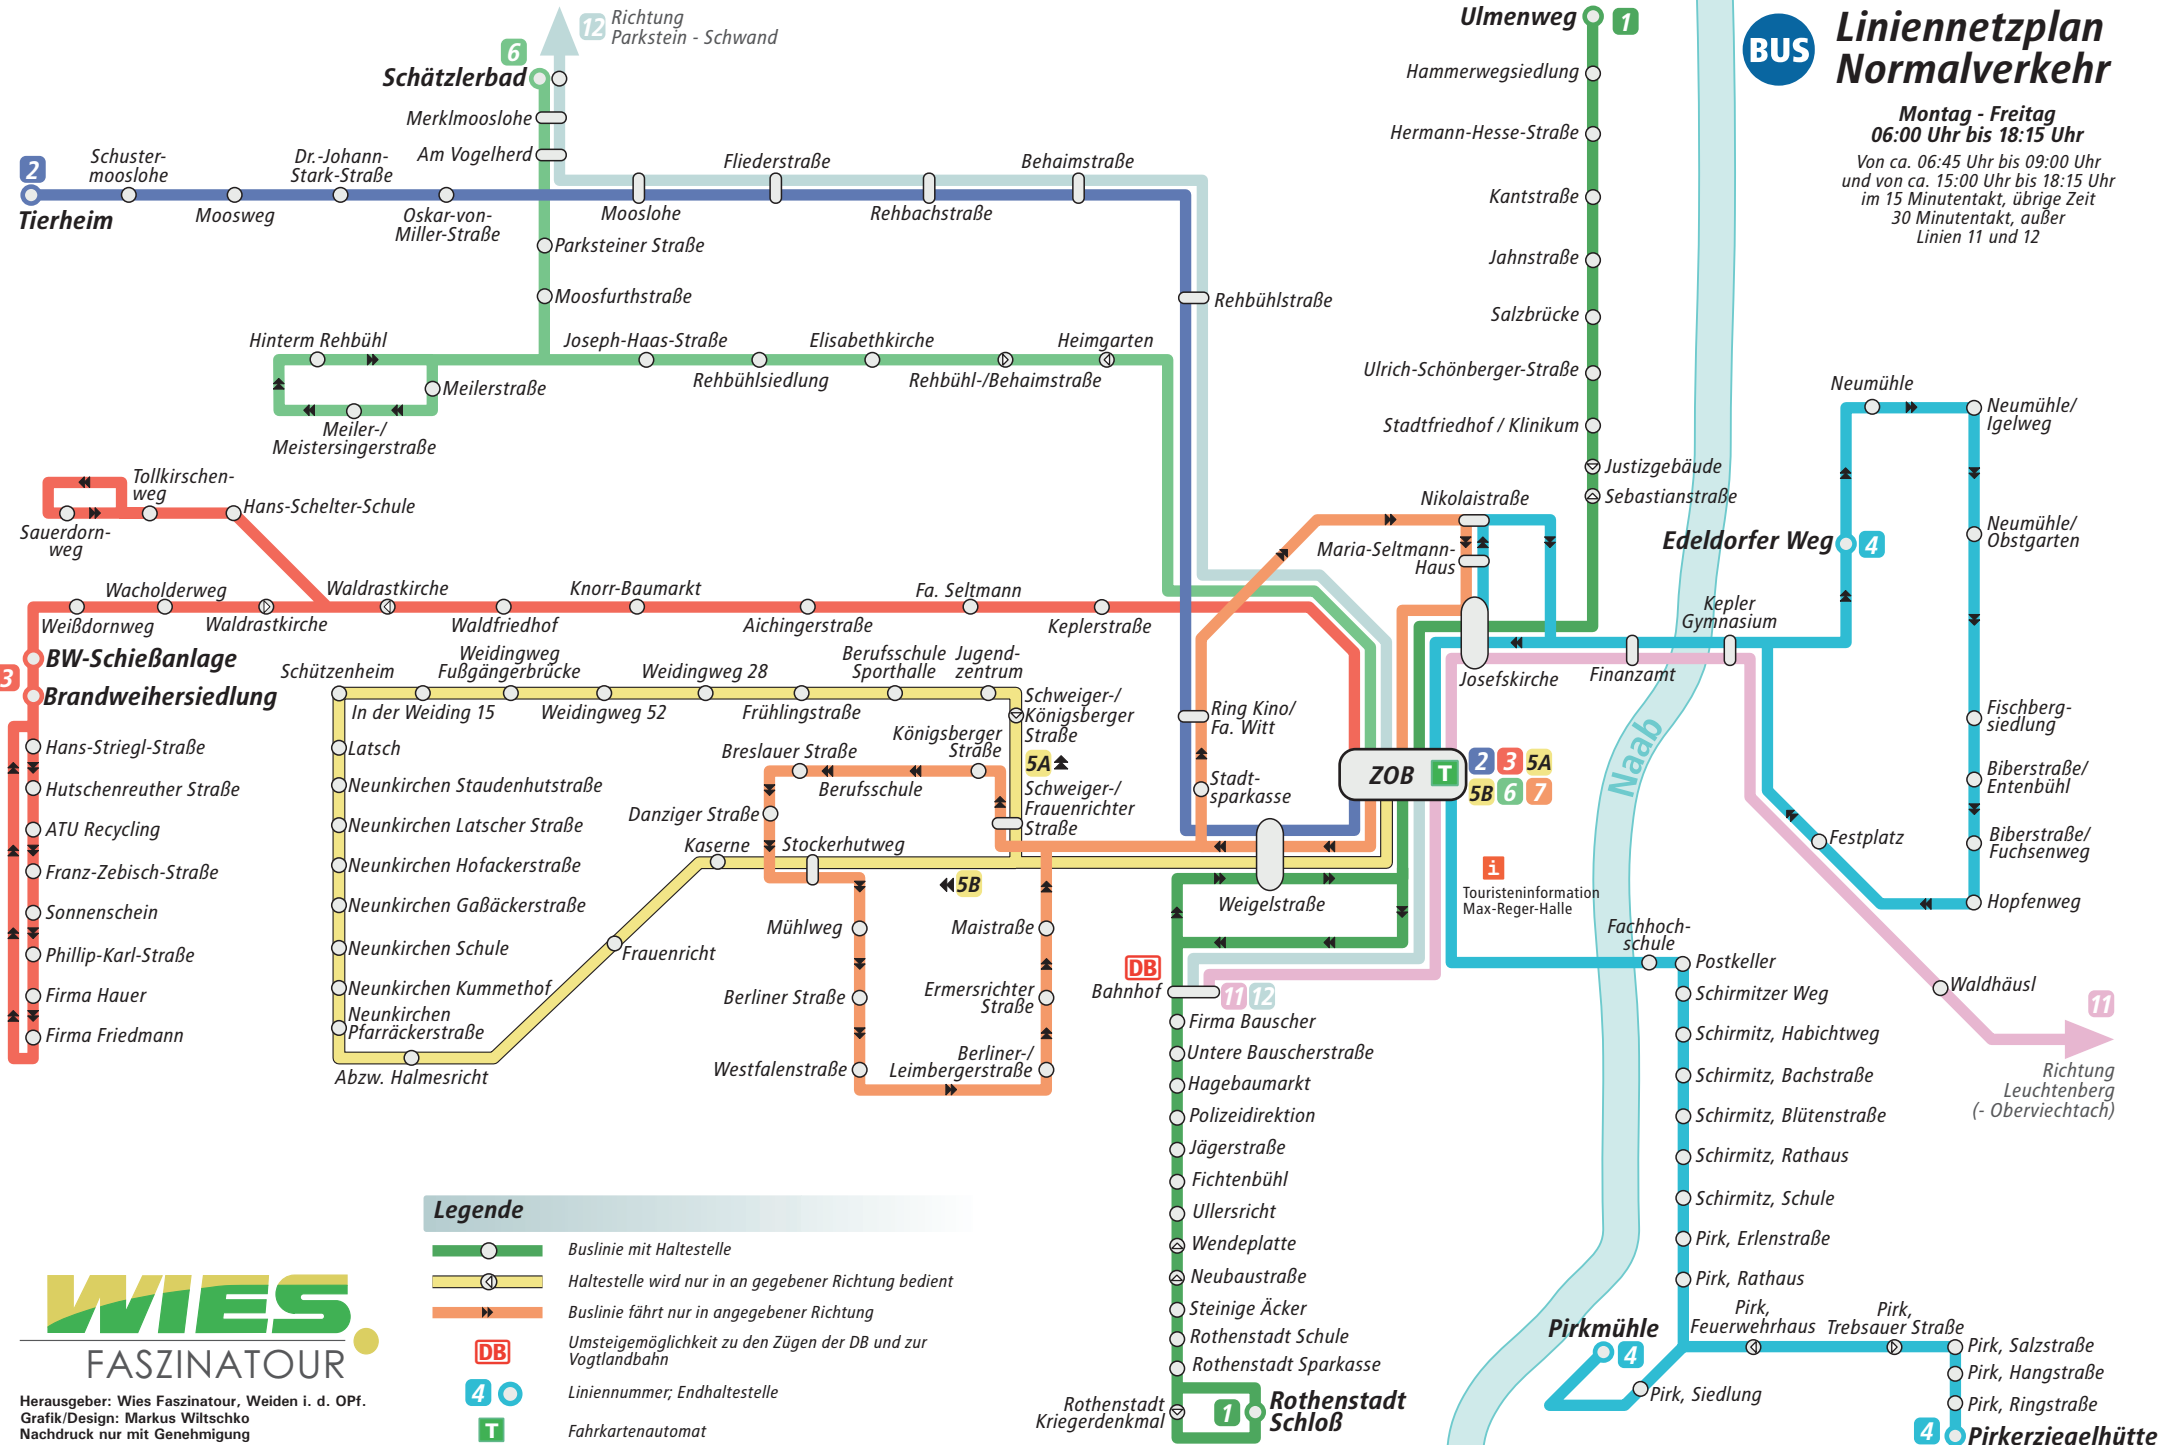 Liniennetzplan
Normalverkehr
BUS
Montag - Freitag
06:00 Uhr bis 18:15 Uhr
Von ca. 06:45 Uhr bis 09:00 Uhr
und von ca. 15:00 Uhr bis 18:15 Uhr
im 15 Minutentakt, übrige Zeit
30 Minutentakt, außer
Linien 11 und 12
12
Richtung
Parkstein - Schwand
6
Schätzlerbad
Merklmooslohe
Am Vogelherd
2
Tierheim
Schuster-
mooslohe
Moosweg
Dr.-Johann-
Stark-Straße
Oskar-von-
Miller-Straße
Mooslohe
Fliederstraße
Rehbachstraße
Behaimstraße
Rehbühlstraße
Parksteiner Straße
Moosfurthstraße
Hinterm Rehbühl
Meilerstraße
Meiler-/
Meistersingerstraße
Joseph-Haas-Straße
Rehbühlsiedlung
Elisabethkirche
Rehbühl-/Behaimstraße
Heimgarten
Ulmenweg
1
Hammerwegsiedlung
Hermann-Hesse-Straße
Kantstraße
Jahnstraße
Salzbrücke
Ulrich-Schönberger-Straße
Stadtfriedhof / Klinikum
Justizgebäude
Sebastianstraße
Nikolaistraße
Maria-Seltmann-
Haus
Josefskirche
Finanzamt
Kepler
Gymnasium
Edeldorfer Weg
4
Neumühle
Neumühle/
Igelweg
Neumühle/
Obstgarten
Fischberg-
siedlung
Biberstraße/
Entenbühl
Biberstraße/
Fuchsenweg
Hopfenweg
Festplatz
Waldhäusl
11
Richtung
Leuchtenberg
(- Oberviechtach)
Naab
Tollkirschen-
weg
Sauerdorn-
weg
Hans-Schelter-Schule
Weißdornweg
Wacholderweg
Waldrastkirche
Waldrastkirche
Waldfriedhof
Knorr-Baumarkt
Aichingerstraße
Fa. Seltmann
Keplerstraße
BW-Schießanlage
3
Brandweihersiedlung
Hans-Striegl-Straße
Hutschenreuther Straße
ATU Recycling
Franz-Zebisch-Straße
Sonnenschein
Phillip-Karl-Straße
Firma Hauer
Firma Friedmann
Schützenheim
In der Weiding 15
Weidingweg
Fußgängerbrücke
Weidingweg 52
Weidingweg 28
Frühlingstraße
Berufsschule
Sporthalle
Jugend-
zentrum
Schweiger-/
Königsberger
Straße
5A
Schweiger-/
Frauenrichter
Straße
Latsch
Neunkirchen Staudenhutstraße
Neunkirchen Latscher Straße
Neunkirchen Hofackerstraße
Neunkirchen Gaßäckerstraße
Neunkirchen Schule
Neunkirchen Kummethof
Neunkirchen
Pfarräckerstraße
Abzw. Halmesricht
Frauenricht
Kaserne
Stockerhutweg
5B
Breslauer Straße
Berufsschule
Königsberger
Straße
Danziger Straße
Mühlweg
Berliner Straße
Westfalenstraße
Maistraße
Ermersrichter
Straße
Berliner-/
Leimbergerstraße
Ring Kino/
Fa. Witt
Stadt-
sparkasse
ZOB
T
2 3 5A
5B 6 7
Weigelstraße
i
Touristeninformation
Max-Reger-Halle
DB
Bahnhof
11 12
Firma Bauscher
Untere Bauscherstraße
Hagebaumarkt
Polizeidirektion
Jägerstraße
Fichtenbühl
Ullersricht
Wendeplatte
Neubaustraße
Steinige Äcker
Rothenstadt Schule
Rothenstadt Sparkasse
Rothenstadt
Kriegerdenkmal
1
Rothenstadt
Schloß
Fachhoch-
schule
Postkeller
Schirmitzer Weg
Schirmitz, Habichtweg
Schirmitz, Bachstraße
Schirmitz, Blütenstraße
Schirmitz, Rathaus
Schirmitz, Schule
Pirk, Erlenstraße
Pirk, Rathaus
Pirk,
Feuerwehrhaus
Pirk,
Trebsauer Straße
Pirk, Salzstraße
Pirk, Hangstraße
Pirk, Ringstraße
4
Pirkerziegelhütte
Pirkmühle
4
Pirk, Siedlung
Legende
Buslinie mit Haltestelle
Haltestelle wird nur in an gegebener Richtung bedient
Buslinie fährt nur in angegebener Richtung
DB
Umsteigemöglichkeit zu den Zügen der DB und zur
Vogtlandbahn
4
Liniennummer; Endhaltestelle
T
Fahrkartenautomat
WIES
FASZINATOUR
Herausgeber: Wies Faszinatour, Weiden i. d. OPf.
Grafik/Design: Markus Wiltschko
Nachdruck nur mit Genehmigung